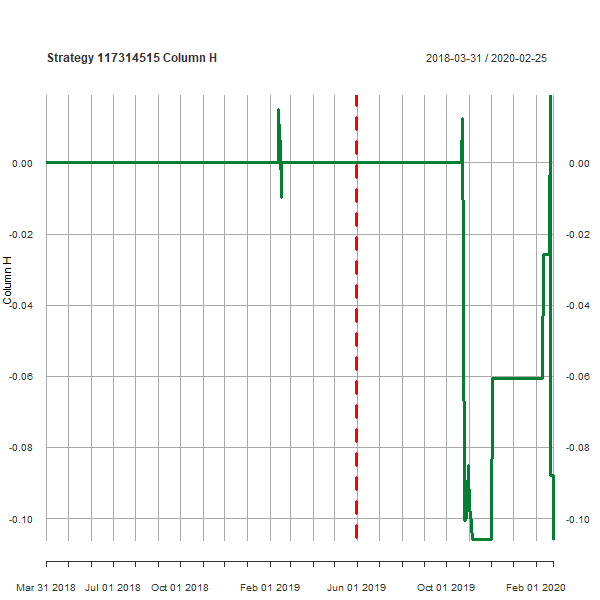 Strategy 117314515 Column H 2018-03-31 / 2020-02-25
0.00 0.00
-0.02 -0.02
Column H
-0.04 -0.04
-0.06 -0.06
-0.08 -0.08
-0.10 -0.10
Mar 31 2018 Jul 01 2018 Oct 01 2018 Feb 01 2019 Jun 01 2019 Oct 01 2019 Feb 01 2020